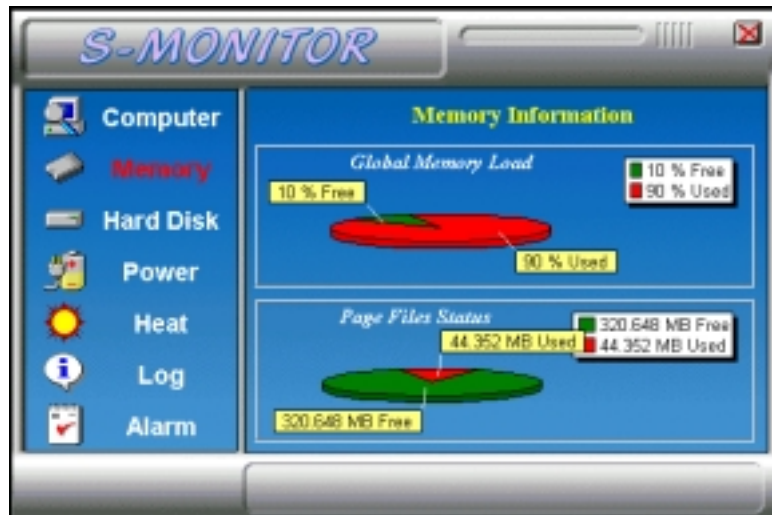 S-MONITOR
Computer
Memory
Hard Disk
Power
Heat
Log
Alarm
Memory Information
Global Memory Load
10 % Free
90 % Used
10 % Free
90 % Used
Page Files Status
320.648 MB Free
44.352 MB Used
44.352 MB Used
320.648 MB Free